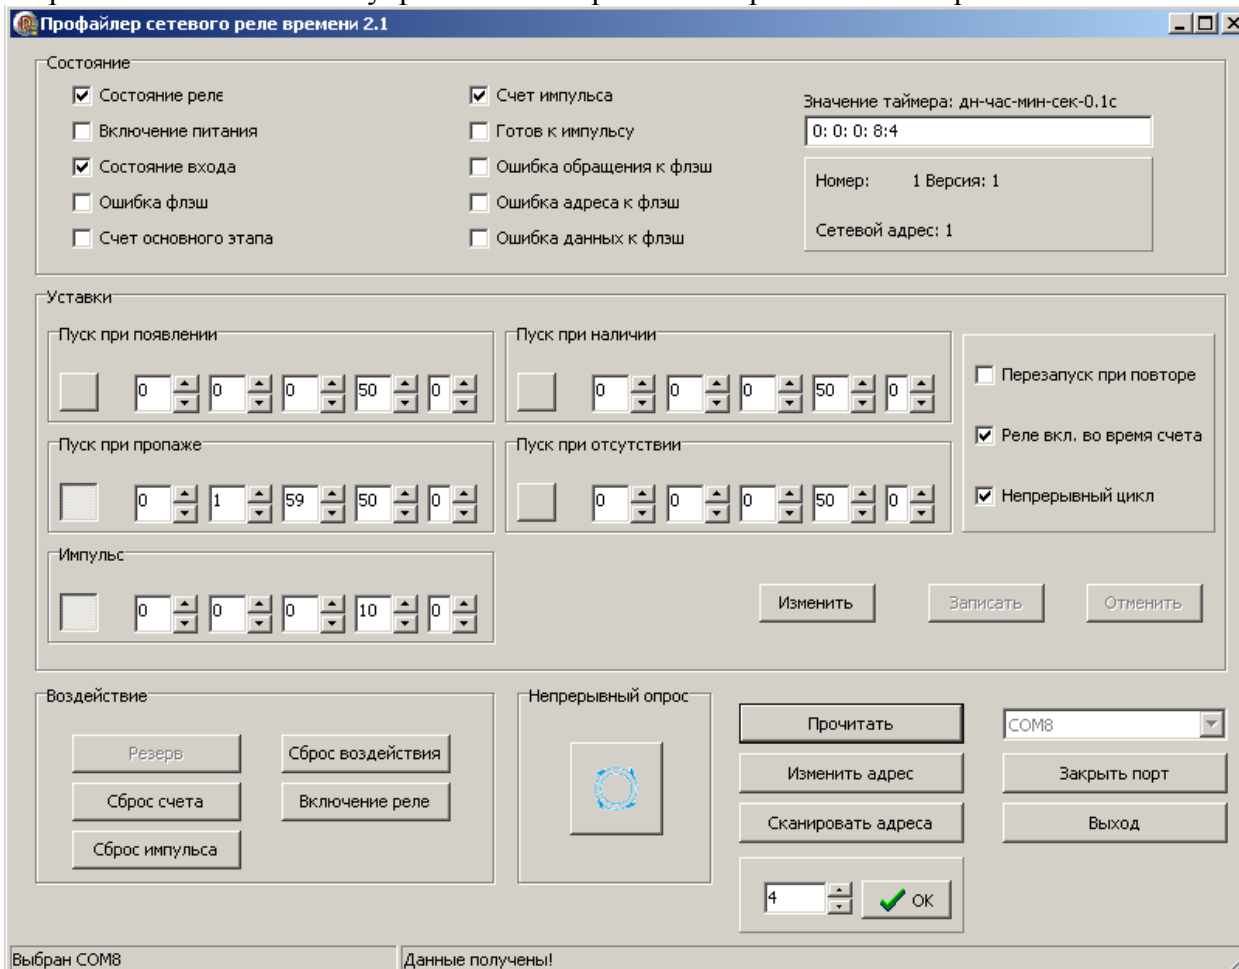 Профайлер сетевого реле времени 2.1
Состояние
Состояние реле
Включение питания
Состояние входа
Ошибка флэш
Счет основного этапа
Счет импульса
Готов к импульсу
Ошибка обращения к флэш
Ошибка адреса к флэш
Ошибка данных к флэш
Значение таймера: дн-час-мин-сек-0.1с
0: 0: 0: 8:4
Номер: 1 Версия: 1
Сетевой адрес: 1
Уставки
Пуск при появлении
0 0 0 50 0
Пуск при наличии
0 0 0 50 0
Пуск при пропаже
0 1 59 50 0
Пуск при отсутствии
0 0 0 50 0
Импульс
0 0 0 10 0
Перезапуск при повторе
Реле вкл. во время счета
Непрерывный цикл
Изменить
Записать
Отменить
Воздействие
Резерв
Сброс воздействия
Сброс счета
Включение реле
Сброс импульса
Непрерывный опрос
Прочитать
Изменить адрес
Сканировать адреса
4
OK
COM8
Закрыть порт
Выход
Выбран COM8
Данные получены!